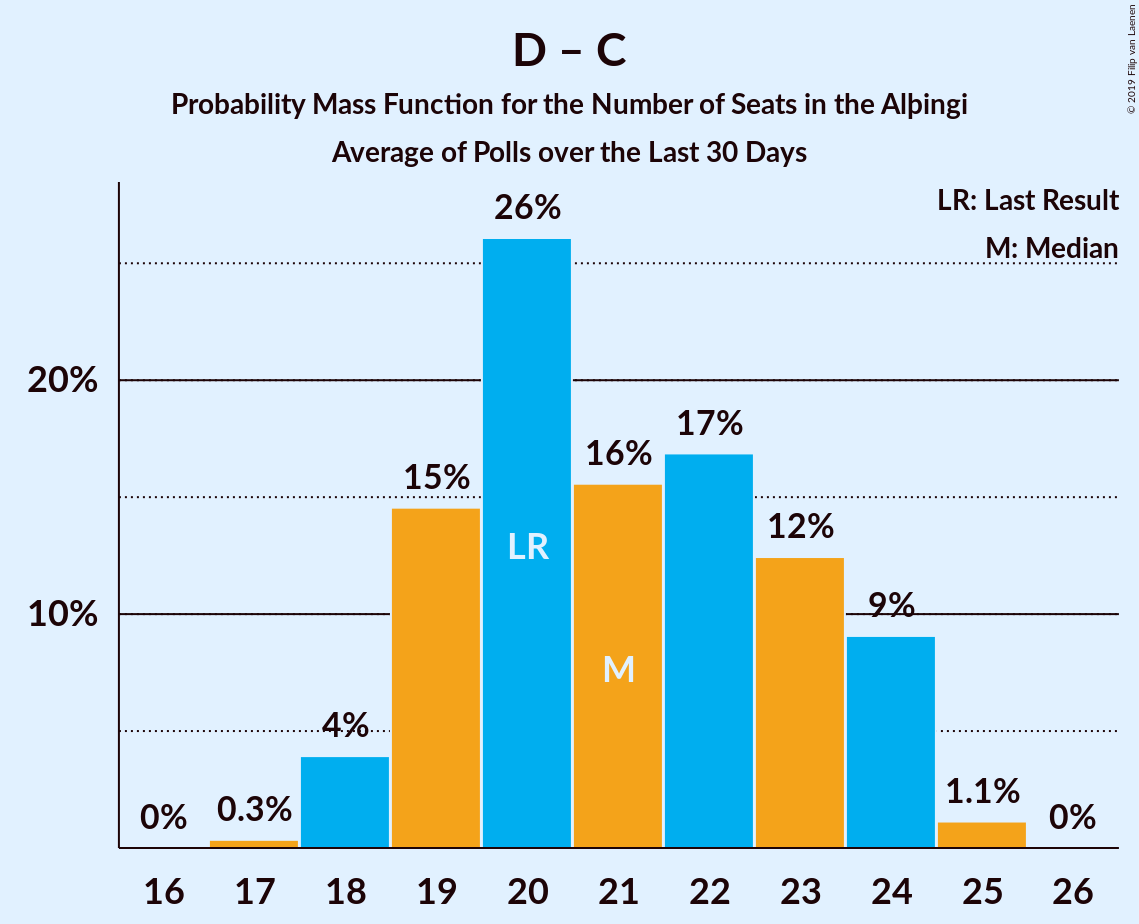 D – C
Probability Mass Function for the Number of Seats in the Alþingi
Average of Polls over the Last 30 Days
© 2019 Filip van Laenen
LR: Last Result
M: Median
26%
20%
17%
16%
15%
12%
LR
10%
9%
M
4%
1.1%
0.3%
0%
0%
16 17 18 19 20 21 22 23 24 25 26